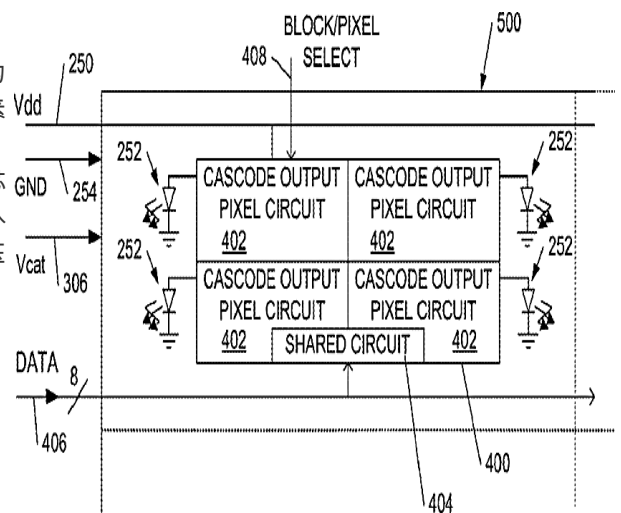 BLOCK/PIXEL
SELECT
408
500
250
Vdd
254
GND
306
Vcat
252
252
CASCODE OUTPUT
PIXEL CIRCUIT
402
CASCODE OUTPUT
PIXEL CIRCUIT
402
252
252
CASCODE OUTPUT
PIXEL CIRCUIT
402
CASCODE OUTPUT
PIXEL CIRCUIT
402
SHARED CIRCUIT
DATA
8
406
400
404